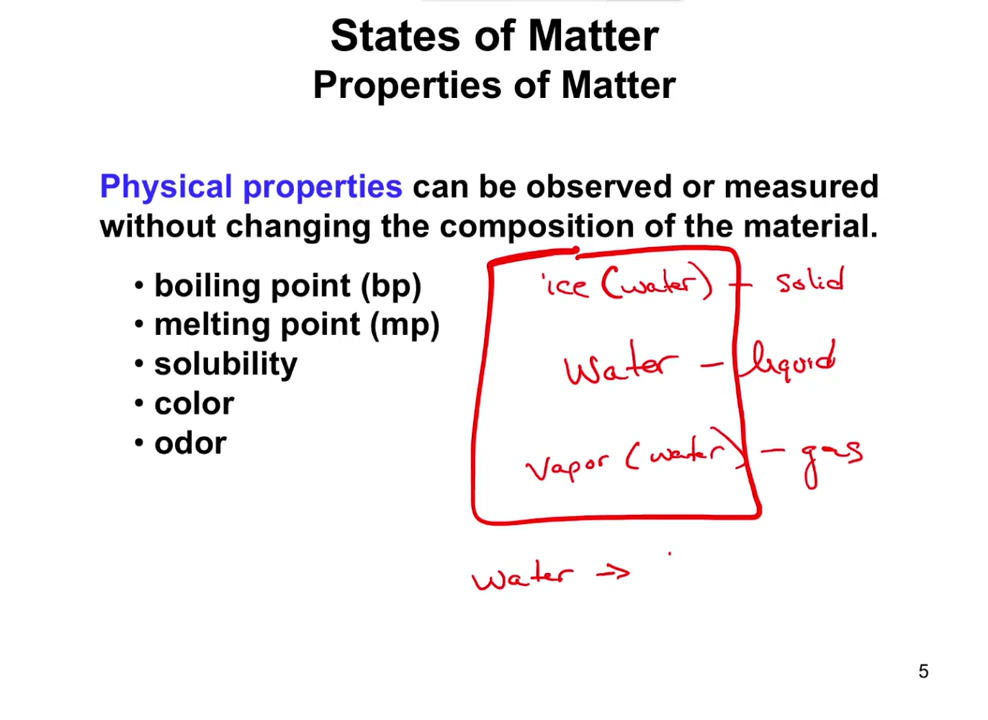 States of Matter
Properties of Matter
Physical properties can be observed or measured
without changing the composition of the material.
• boiling point (bp)
• melting point (mp)
• solubility
• color
• odor
ice (water) – solid
Water – liquid
Vapor (water) – gas
water →
5